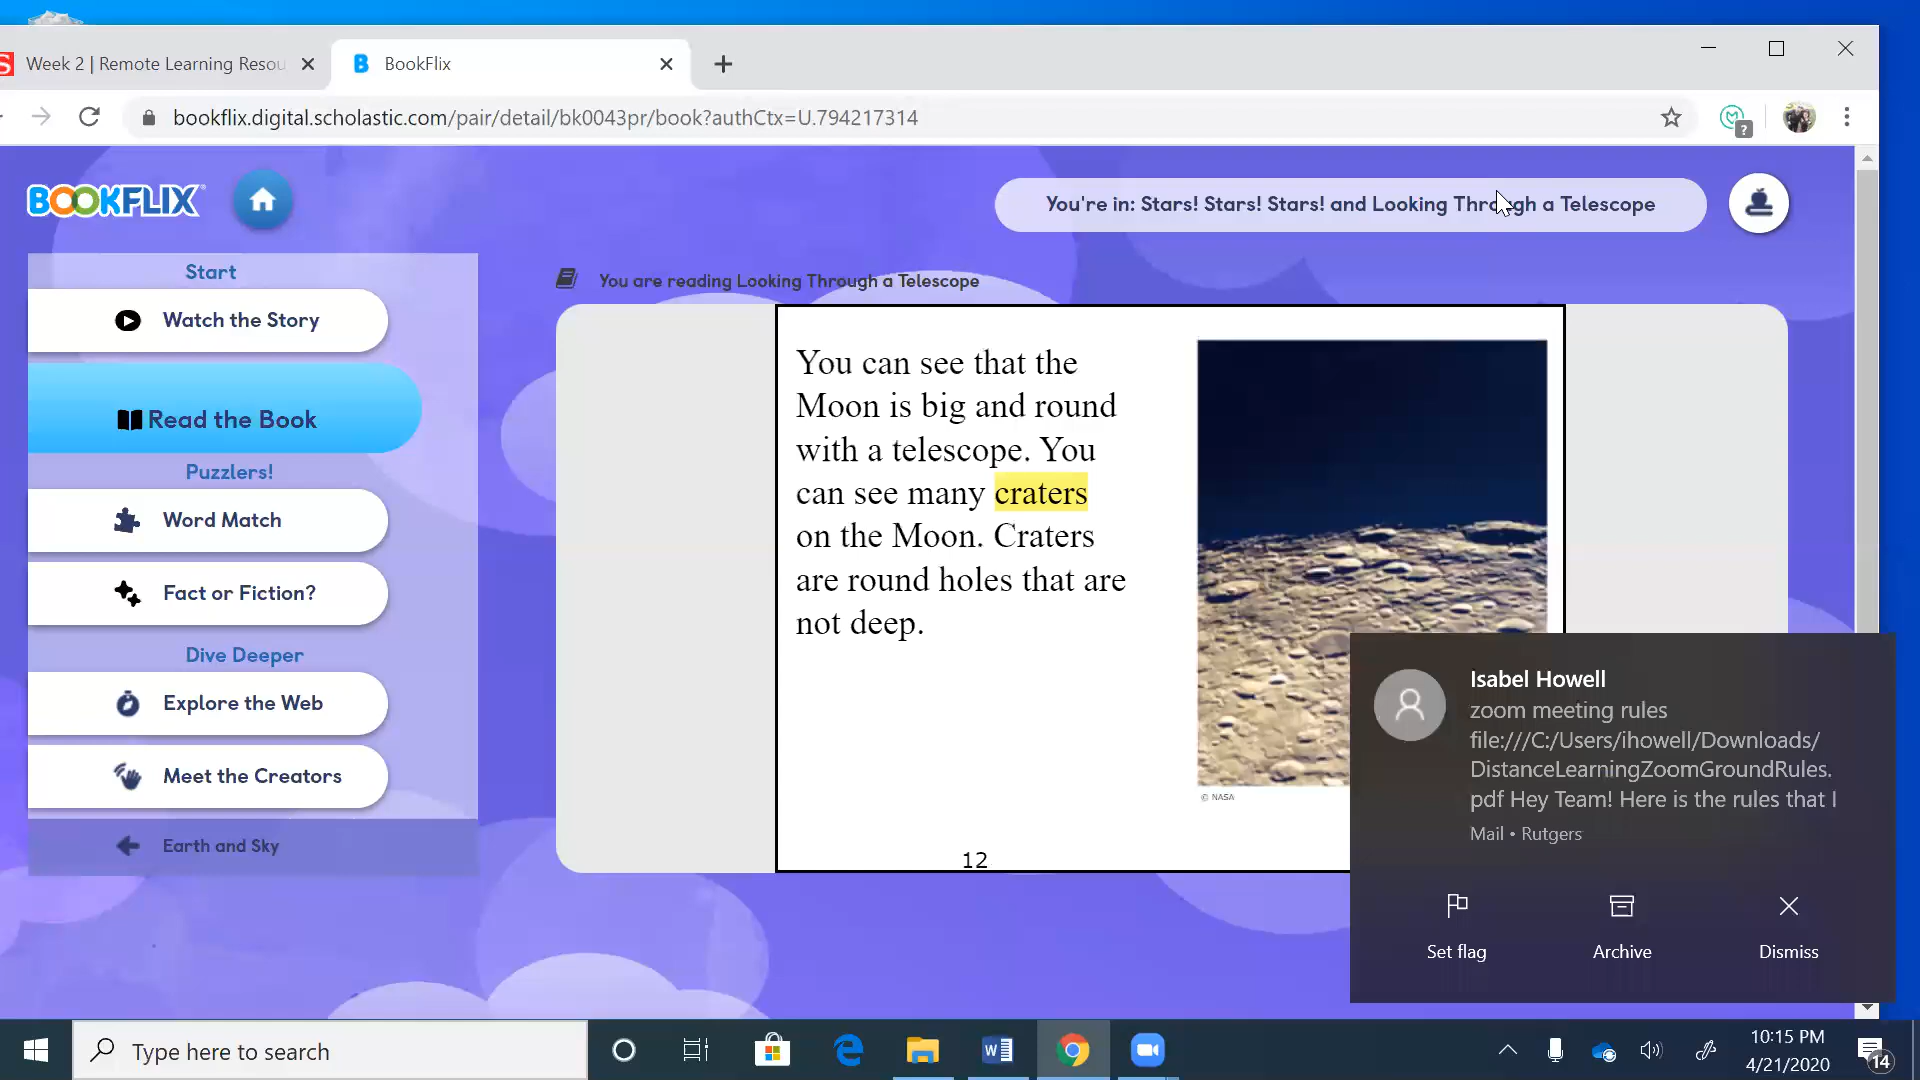 Week 2 | Remote Learning Resou
BookFlix
bookflix.digital.scholastic.com/pair/detail/bk0043pr/book?authCtx=U.794217314
BOOKFLIX
You're in: Stars! Stars! Stars! and Looking Through a Telescope
Start
Watch the Story
Read the Book
Puzzlers!
Word Match
Fact or Fiction?
Dive Deeper
Explore the Web
Meet the Creators
Earth and Sky
You are reading Looking Through a Telescope
You can see that the
Moon is big and round
with a telescope. You
can see many craters
on the Moon. Craters
are round holes that are
not deep.
© NASA
12
Isabel Howell
zoom meeting rules
file:///C:/Users/ihowell/Downloads/
DistanceLearningZoomGroundRules.
pdf Hey Team! Here is the rules that I
Mail • Rutgers
Set flag
Archive
Dismiss
Type here to search
10:15 PM
4/21/2020
14